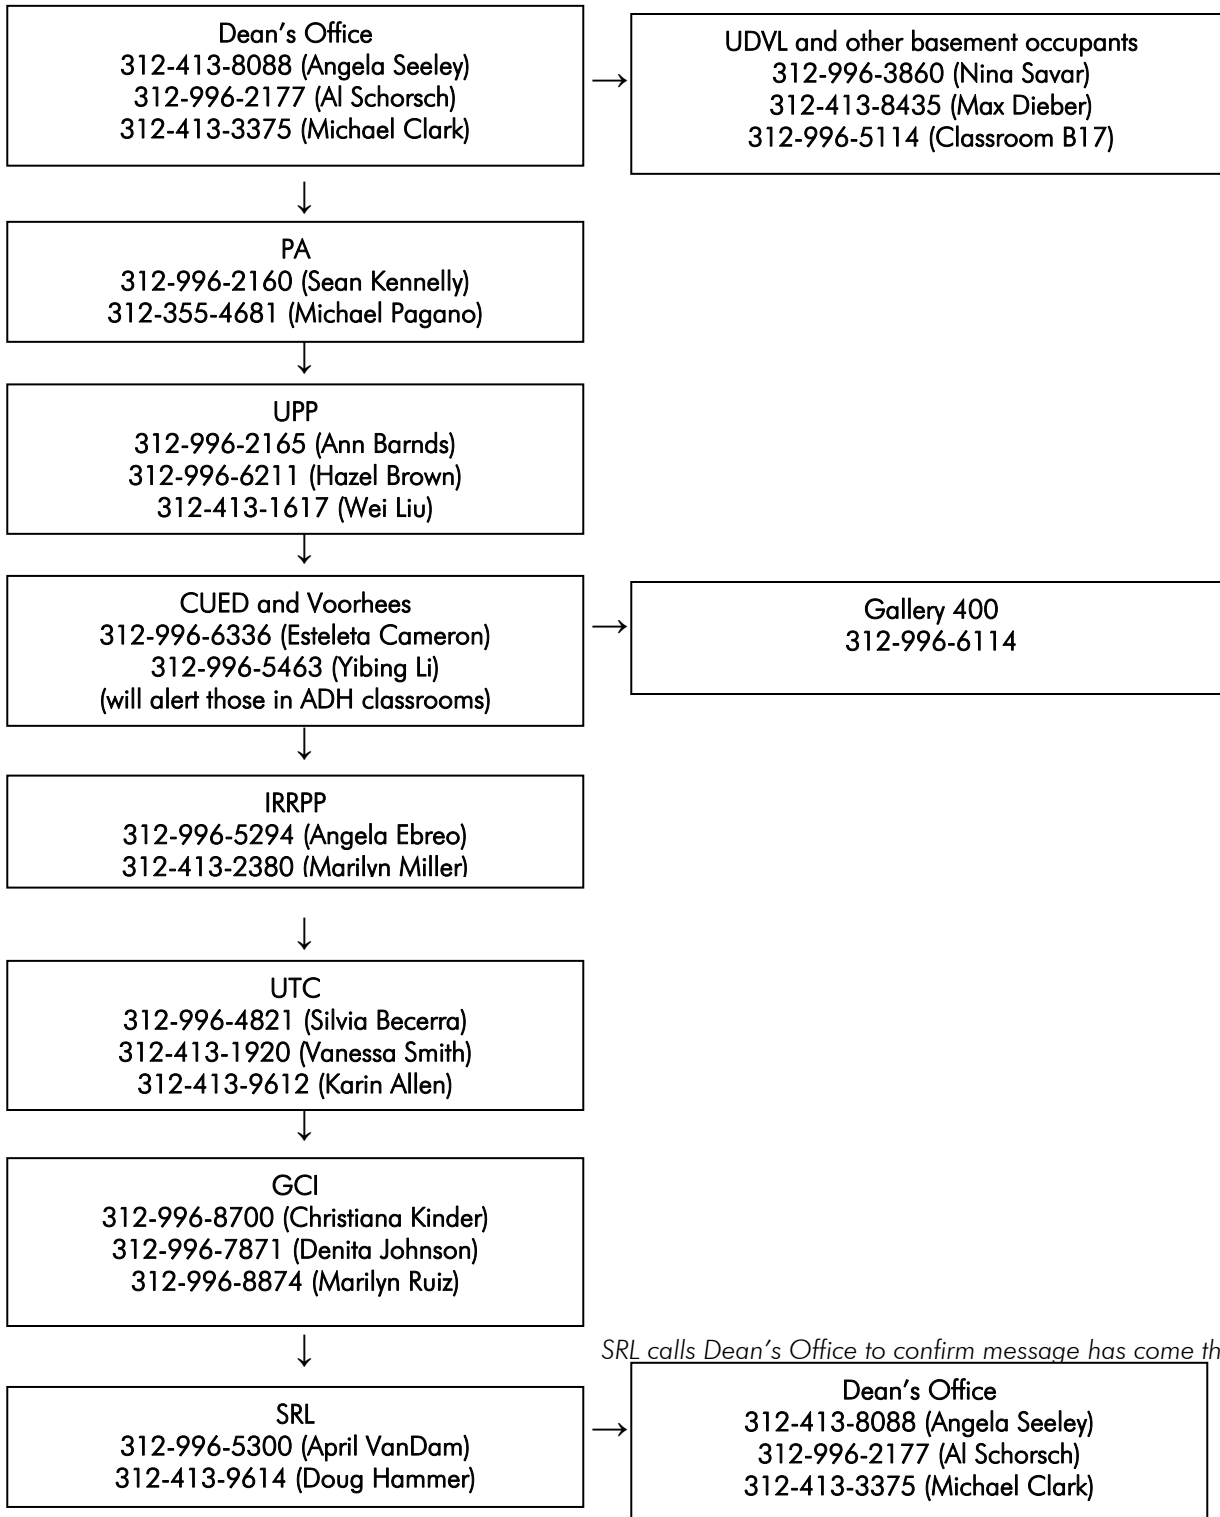 Dean's Office
312-413-8088 (Angela Seeley)
312-996-2177 (Al Schorsch)
312-413-3375 (Michael Clark)
→
UDVL and other basement occupants
312-996-3860 (Nina Savar)
312-413-8435 (Max Dieber)
312-996-5114 (Classroom B17)
↓
PA
312-996-2160 (Sean Kennelly)
312-355-4681 (Michael Pagano)
↓
UPP
312-996-2165 (Ann Barnds)
312-996-6211 (Hazel Brown)
312-413-1617 (Wei Liu)
↓
CUED and Voorhees
312-996-6336 (Esteleta Cameron)
312-996-5463 (Yibing Li)
(will alert those in ADH classrooms)
→
Gallery 400
312-996-6114
↓
IRRPP
312-996-5294 (Angela Ebreo)
312-413-2380 (Marilyn Miller)
↓
UTC
312-996-4821 (Silvia Becerra)
312-413-1920 (Vanessa Smith)
312-413-9612 (Karin Allen)
↓
GCI
312-996-8700 (Christiana Kinder)
312-996-7871 (Denita Johnson)
312-996-8874 (Marilyn Ruiz)
↓
SRL
312-996-5300 (April VanDam)
312-413-9614 (Doug Hammer)
→
SRL calls Dean's Office to confirm message has come th
Dean's Office
312-413-8088 (Angela Seeley)
312-996-2177 (Al Schorsch)
312-413-3375 (Michael Clark)